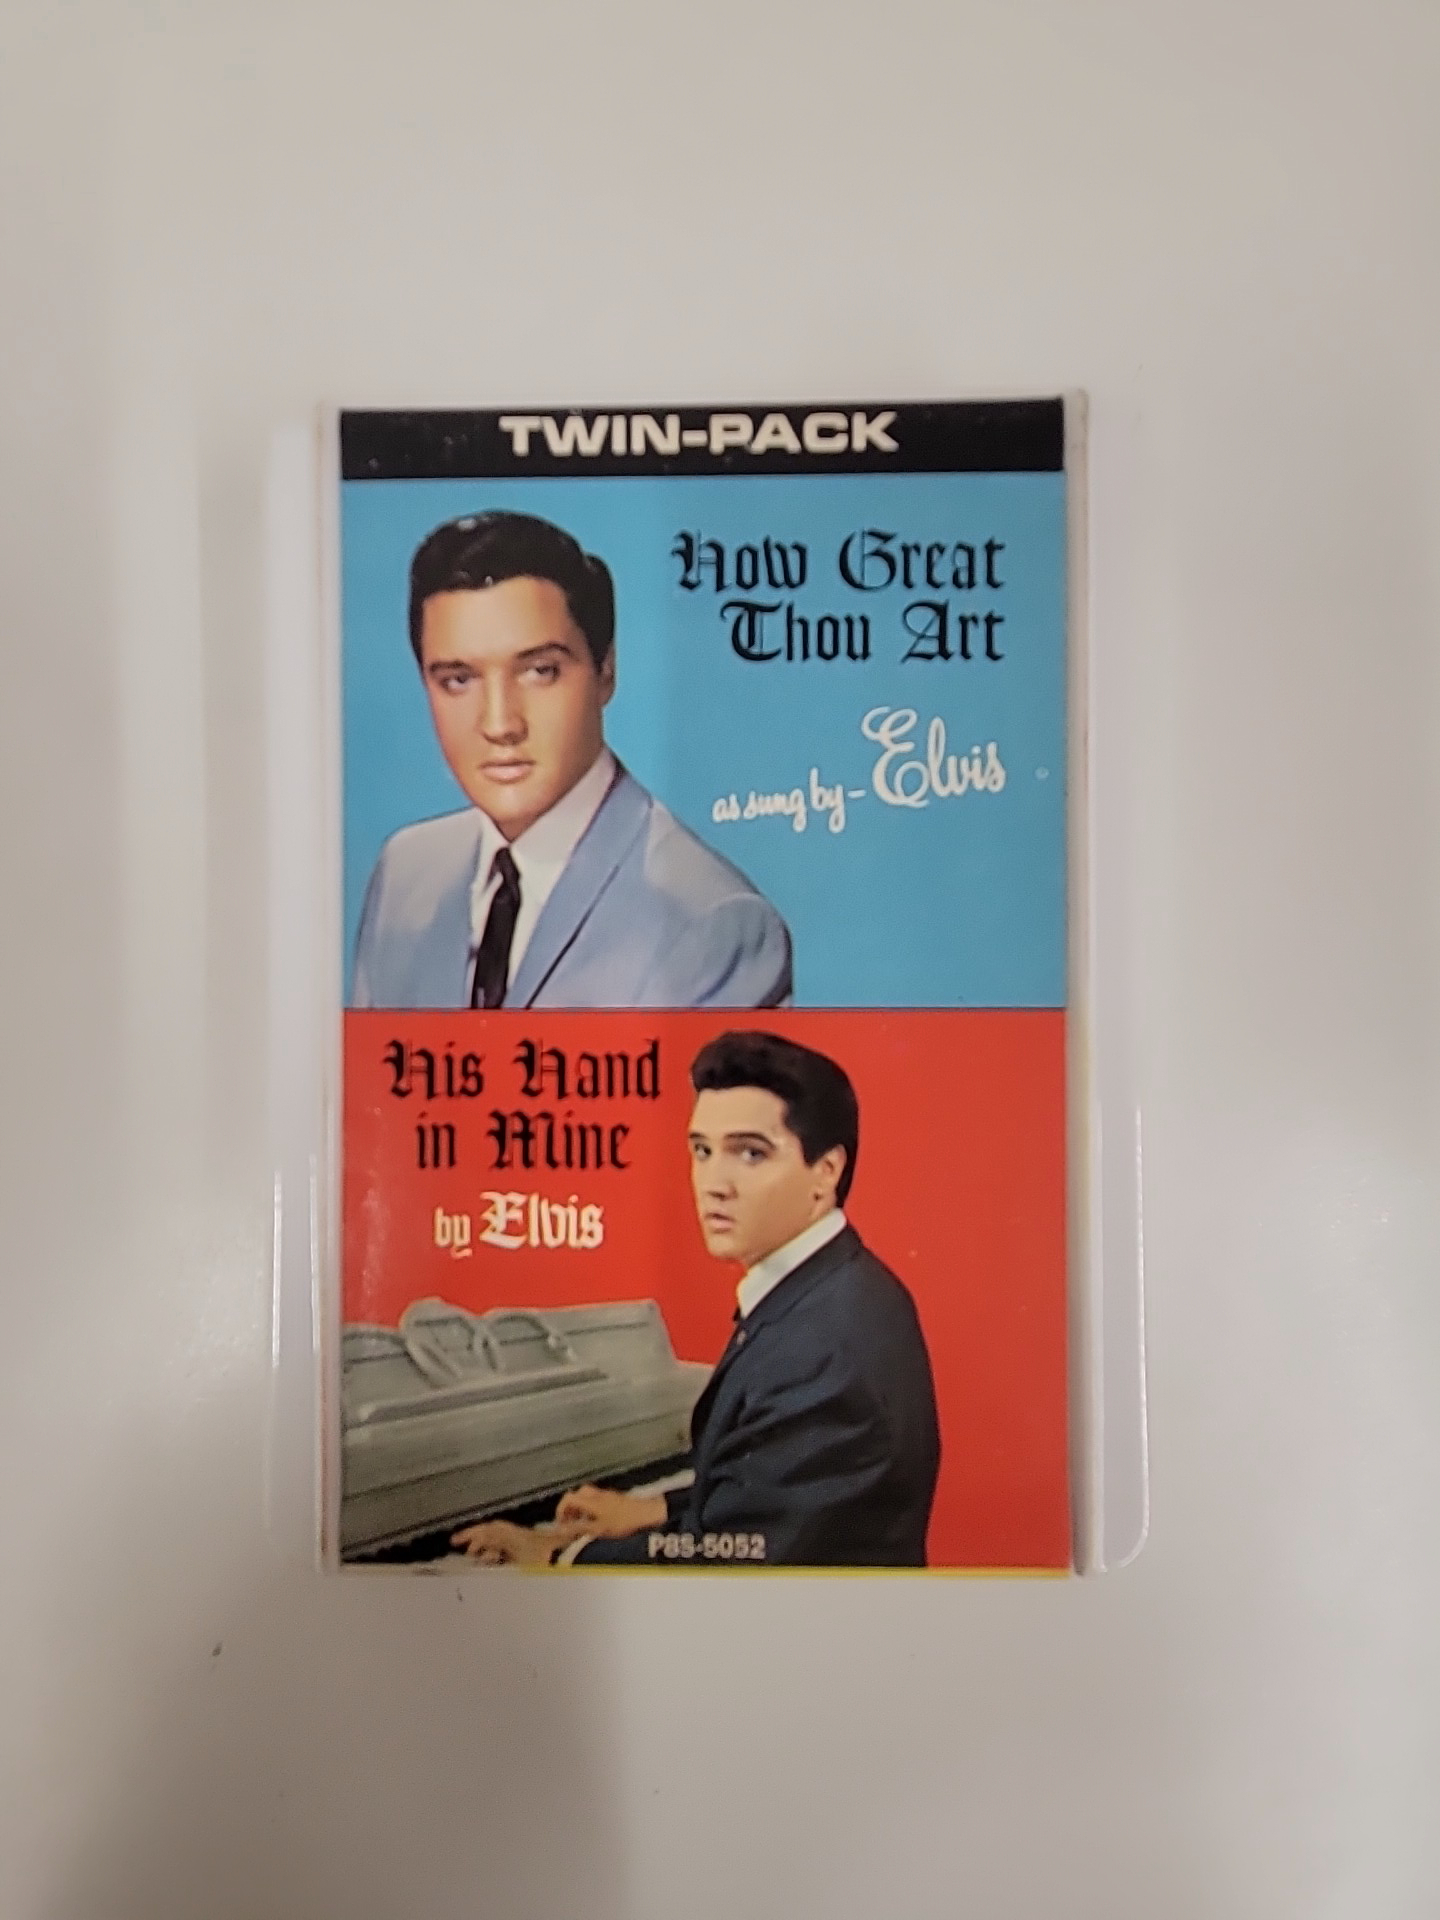 TWIN-PACK
How Great
Thou Art
as sung by- Elvis
His Hand
in Mine
by Elvis
P8S-5052